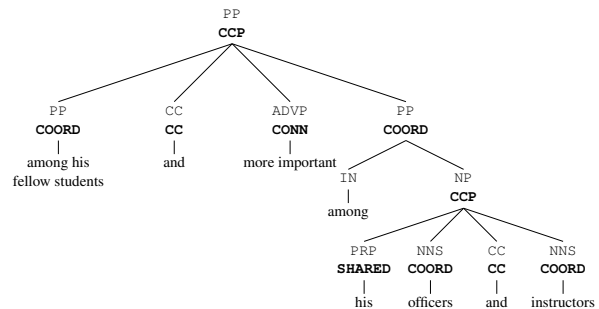 PP
CCP
PP CC ADVP PP
COORD CC CONN COORD
among his and more important
fellow students
IN NP
CCP
among
PRP NNS CC NNS
SHARED COORD CC COORD
his officers and instructors